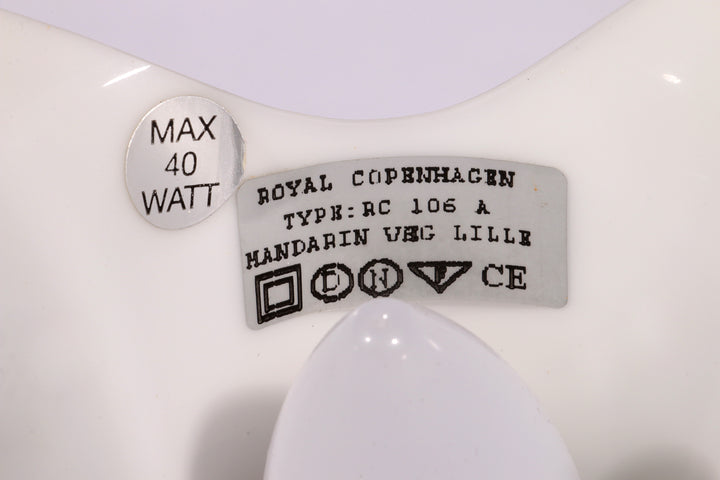 MAX
40
WATT
ROYAL COPENHAGEN
TYPE: RC 106 A
MANDARIN VEG LILLE
D N F CE